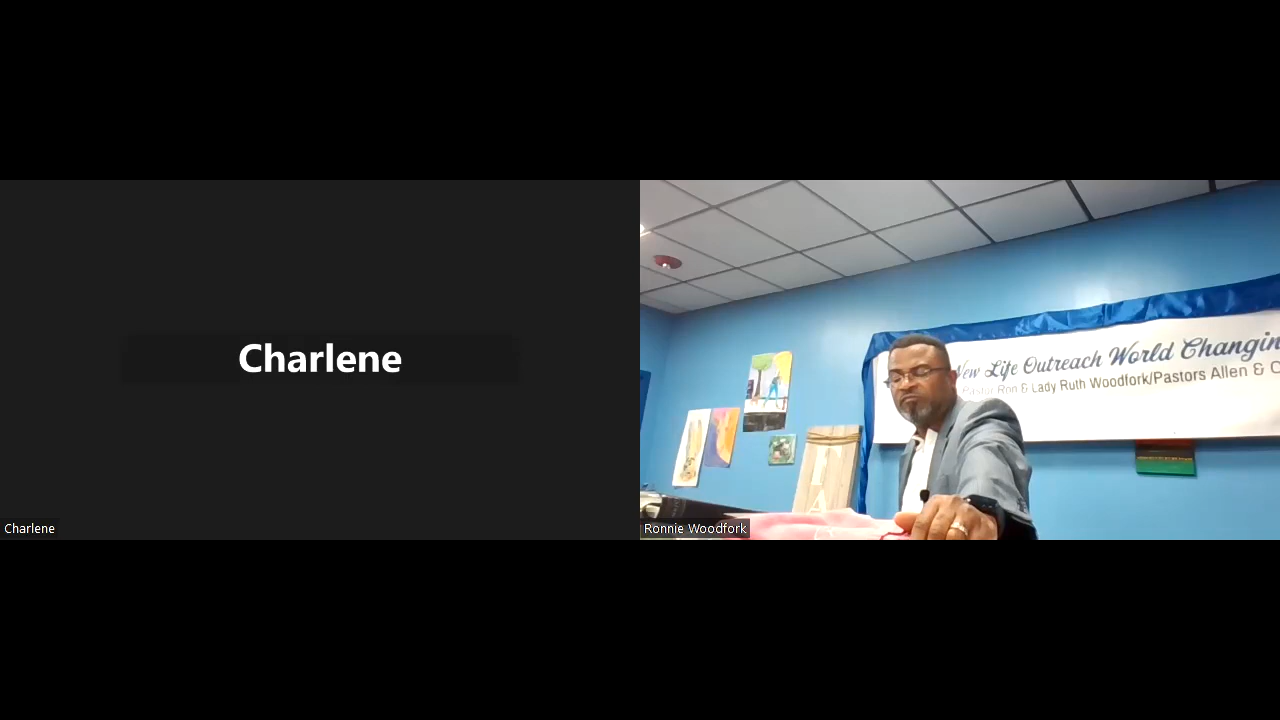 Charlene
Charlene
New Life Outreach World Changin
Pastor Ron & Lady Ruth Woodfork/Pastors Allen & C
Ronnie Woodfork